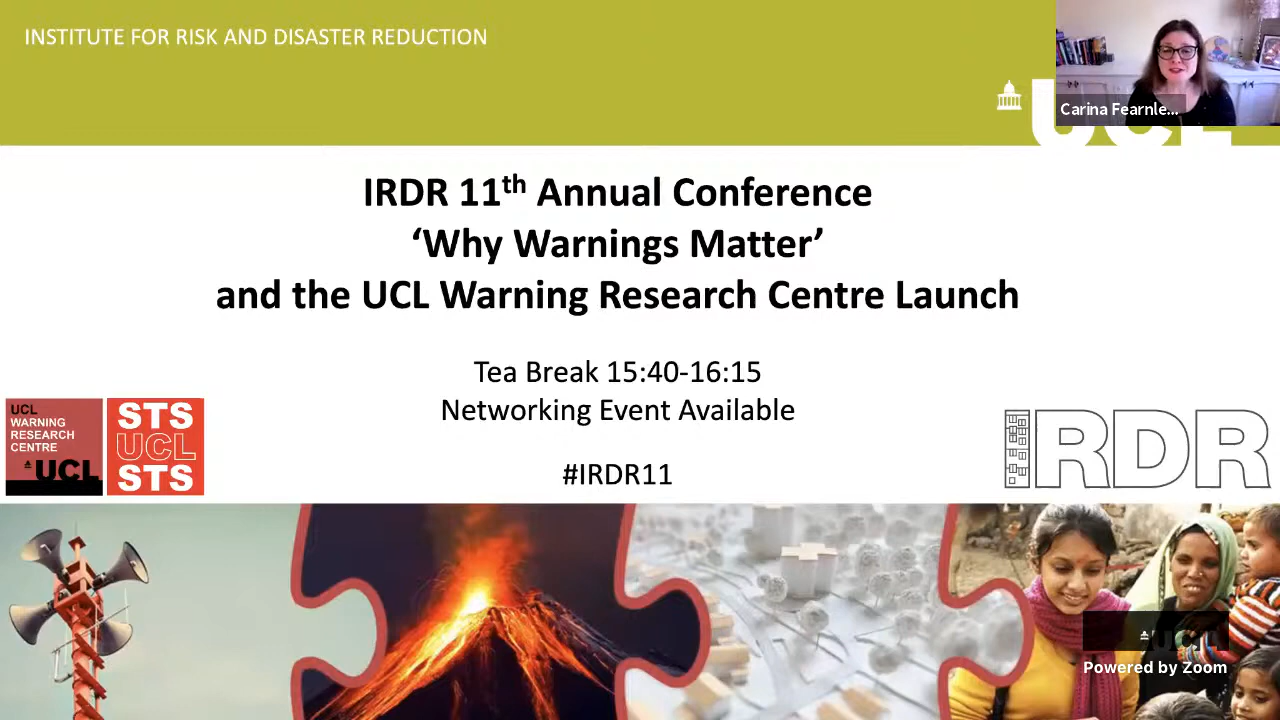 INSTITUTE FOR RISK AND DISASTER REDUCTION
UCL
Carina Fearnle...
IRDR 11th Annual Conference
‘Why Warnings Matter’
and the UCL Warning Research Centre Launch
Tea Break 15:40-16:15
Networking Event Available
#IRDR11
UCL
WARNING
RESEARCH
CENTRE
UCL
STS
UCL
STS
IRDR
Powered by Zoom